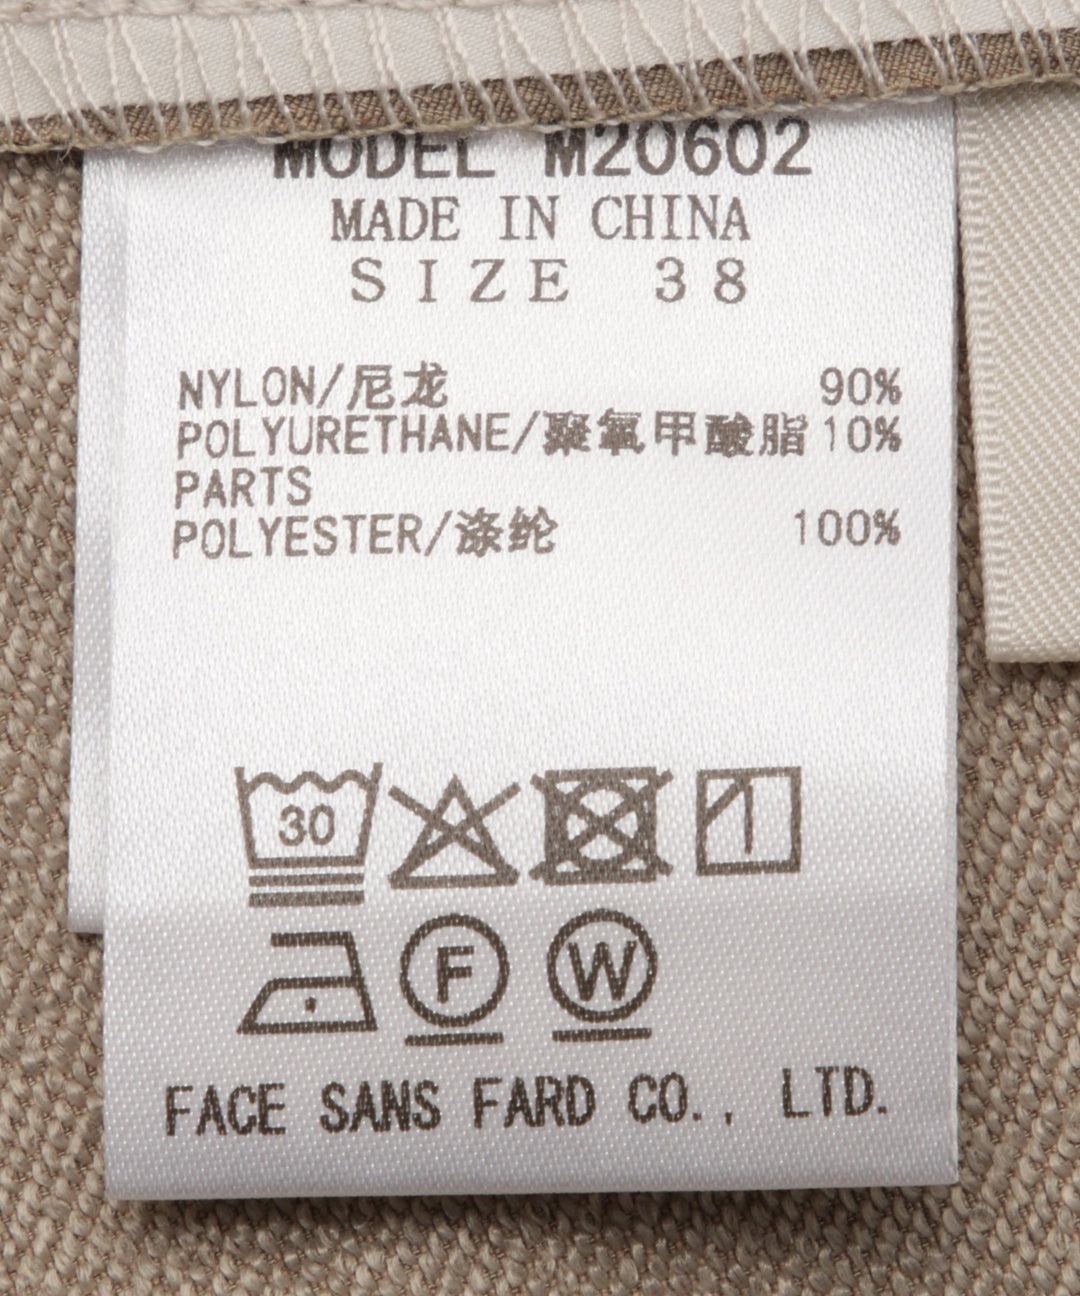 MODEL M20602
MADE IN CHINA
SIZE 38
NYLON/尼龙 90%
POLYURETHANE/聚氧甲酸脂 10%
PARTS
POLYESTER/涤纶 100%
30
F W
FACE SANS FARD CO., LTD.